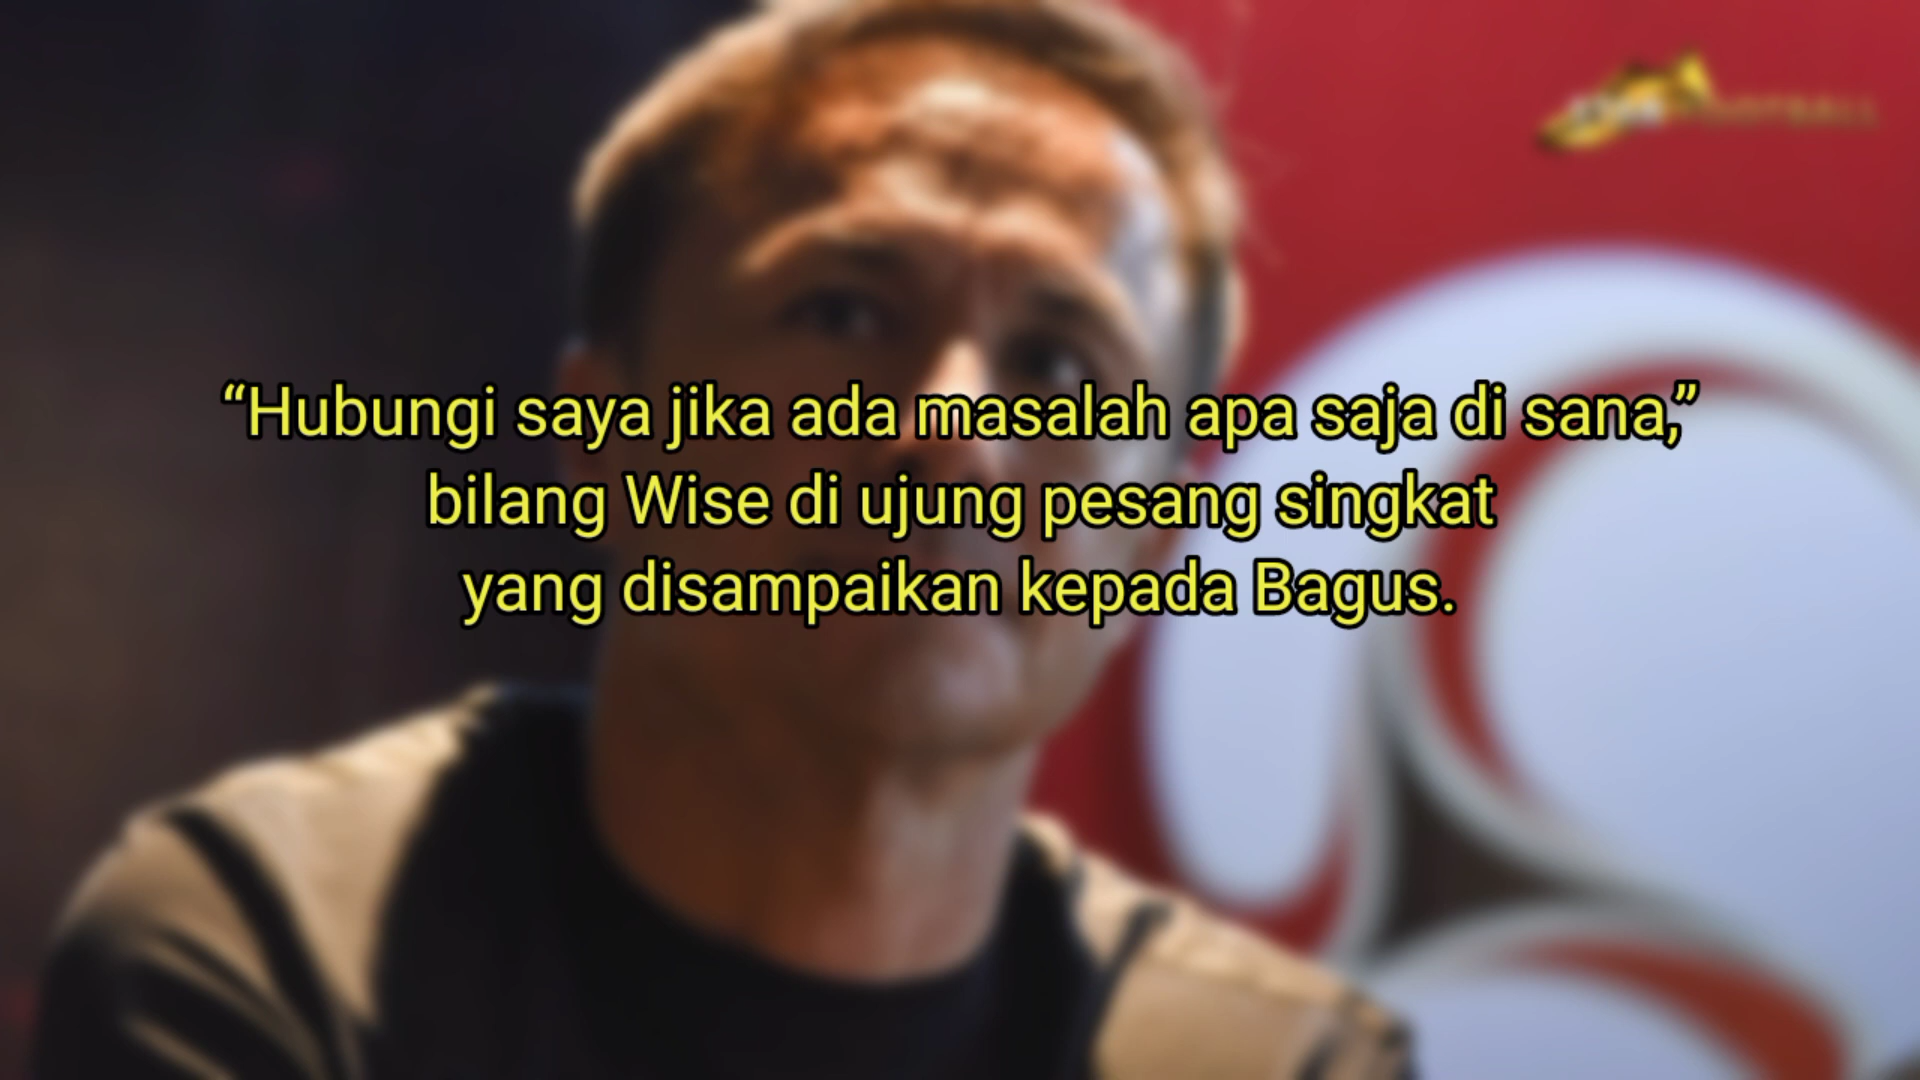 “Hubungi saya jika ada masalah apa saja di sana,”
bilang Wise di ujung pesang singkat
yang disampaikan kepada Bagus.